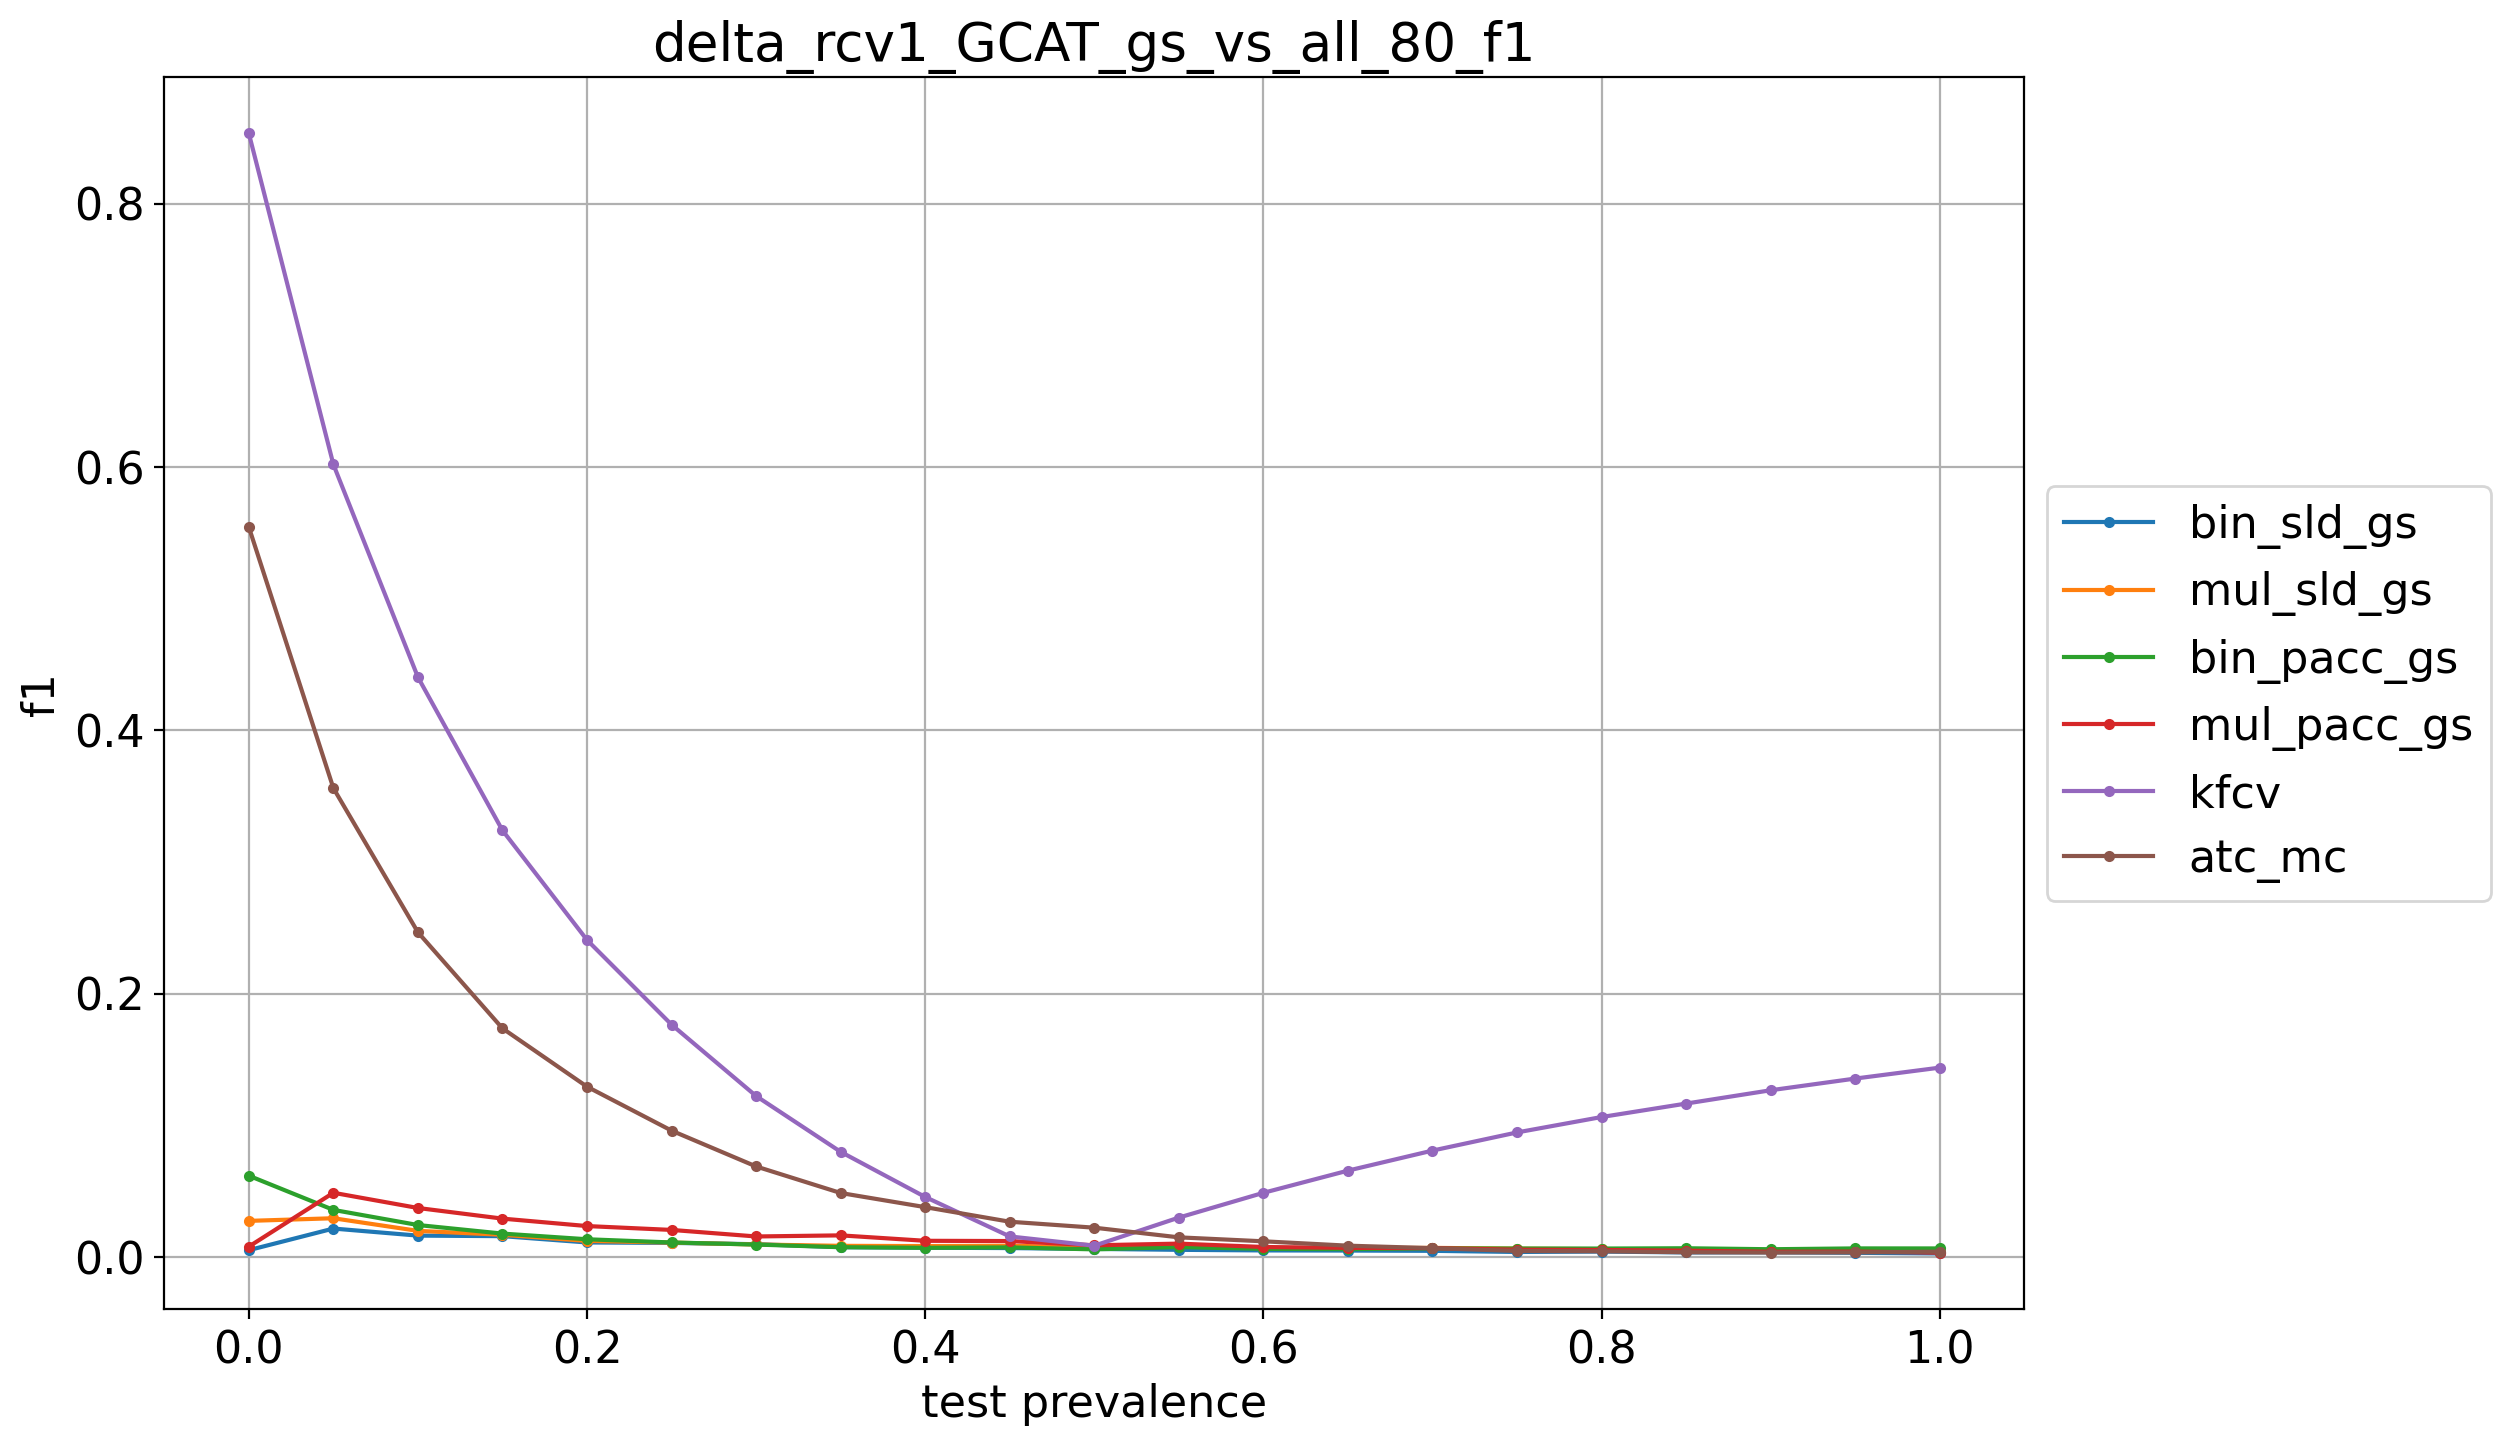 delta_rcv1_GCAT_gs_vs_all_80_f1
0.8
0.6
0.4
0.2
0.0
f1
0.0 0.2 0.4 0.6 0.8 1.0
test prevalence
bin_sld_gs
mul_sld_gs
bin_pacc_gs
mul_pacc_gs
kfcv
atc_mc